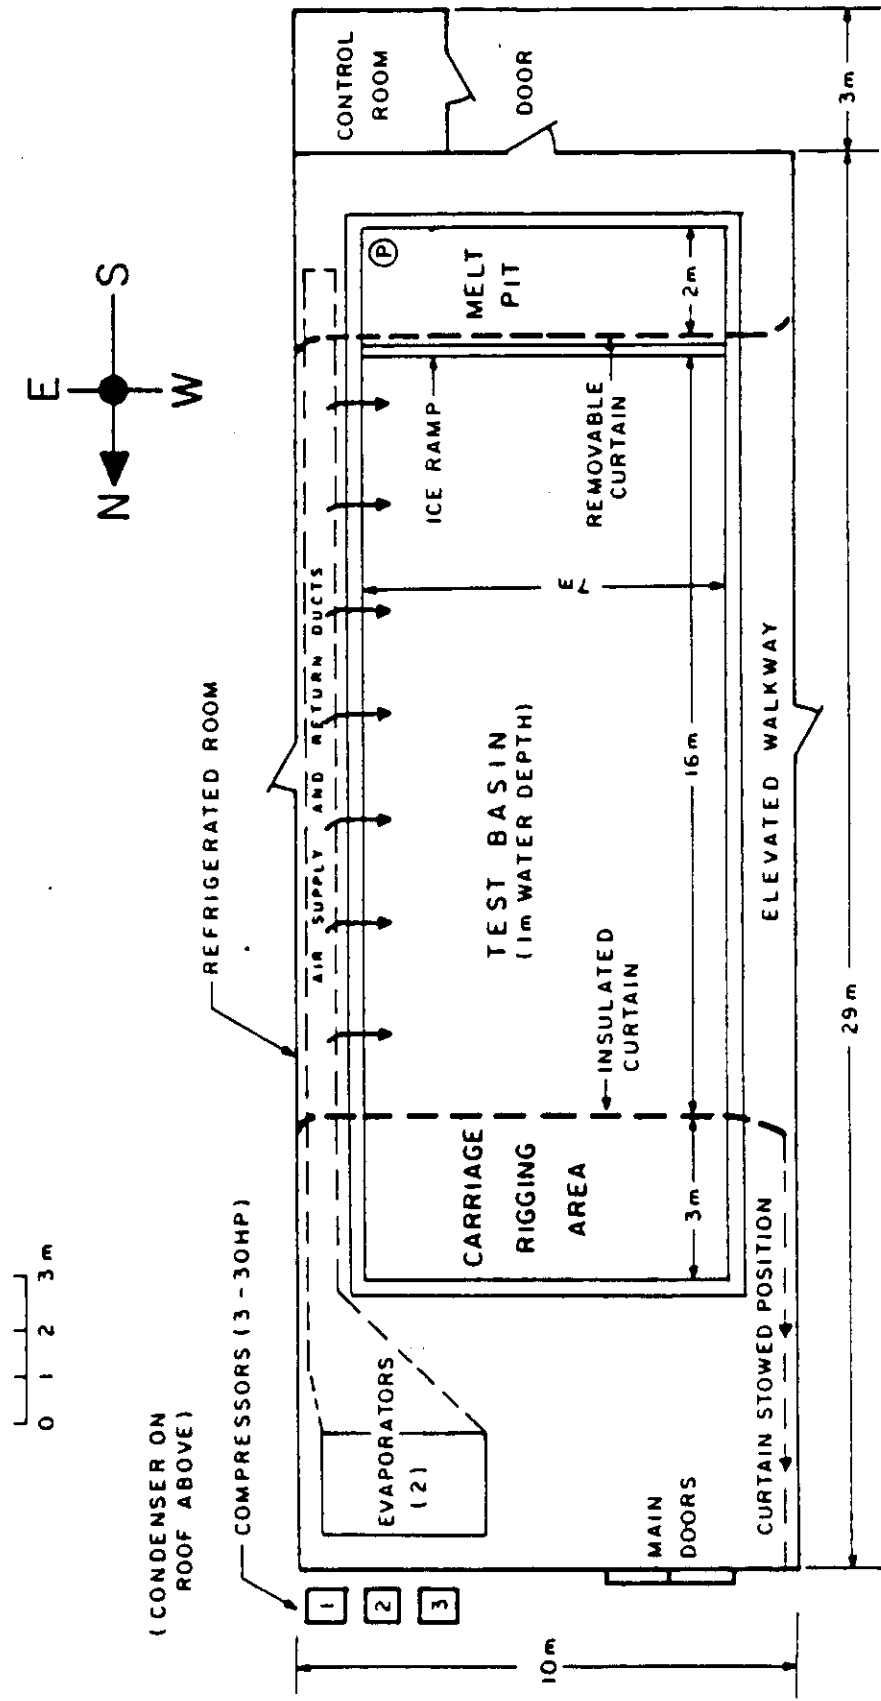 (CONDENSER ON
ROOF ABOVE)
COMPRESSORS (3-30HP)
0 1 2 3 m
REFRIGERATED ROOM
N
E
S
W
1
2
3
EVAPORATORS
(2)
MAIN
DOORS
AIR SUPPLY AND RETURN DUCTS
CARRIAGE
RIGGING
AREA
INSULATED
CURTAIN
TEST BASIN
(1m WATER DEPTH)
ICE RAMP
REMOVABLE
CURTAIN
MELT
PIT
P
CONTROL
ROOM
DOOR
7m
3m
16m
2m
CURTAIN STOWED POSITION
ELEVATED WALKWAY
10m
29m
3m